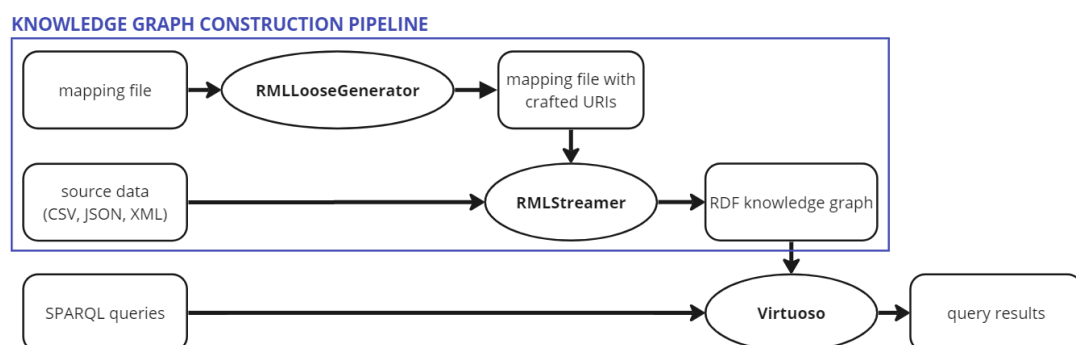 KNOWLEDGE GRAPH CONSTRUCTION PIPELINE
mapping file
RMLLooseGenerator
mapping file with
crafted URIs
source data
(CSV, JSON, XML)
RMLStreamer
RDF knowledge graph
SPARQL queries
Virtuoso
query results